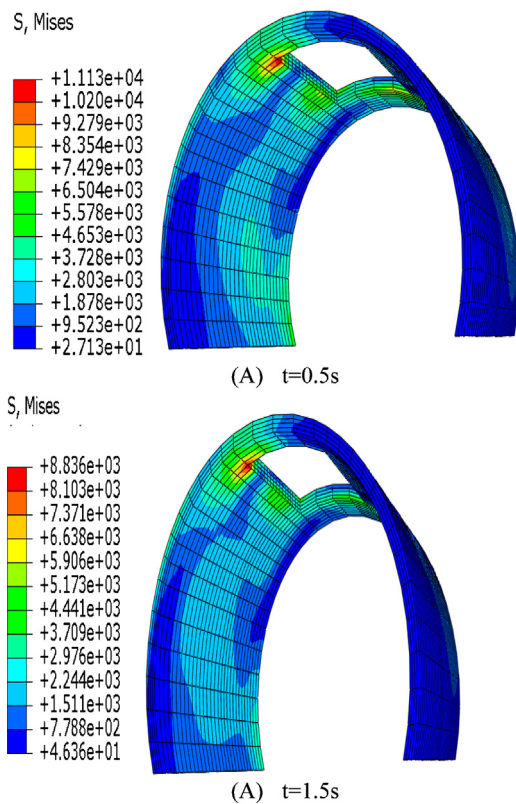 S, Mises
+1.113e+04
+1.020e+04
+9.279e+03
+8.354e+03
+7.429e+03
+6.504e+03
+5.578e+03
+4.653e+03
+3.728e+03
+2.803e+03
+1.878e+03
+9.523e+02
+2.713e+01
(A) t=0.5s
S, Mises
+8.836e+03
+8.103e+03
+7.371e+03
+6.638e+03
+5.906e+03
+5.173e+03
+4.441e+03
+3.709e+03
+2.976e+03
+2.244e+03
+1.511e+03
+7.788e+02
+4.636e+01
(A) t=1.5s